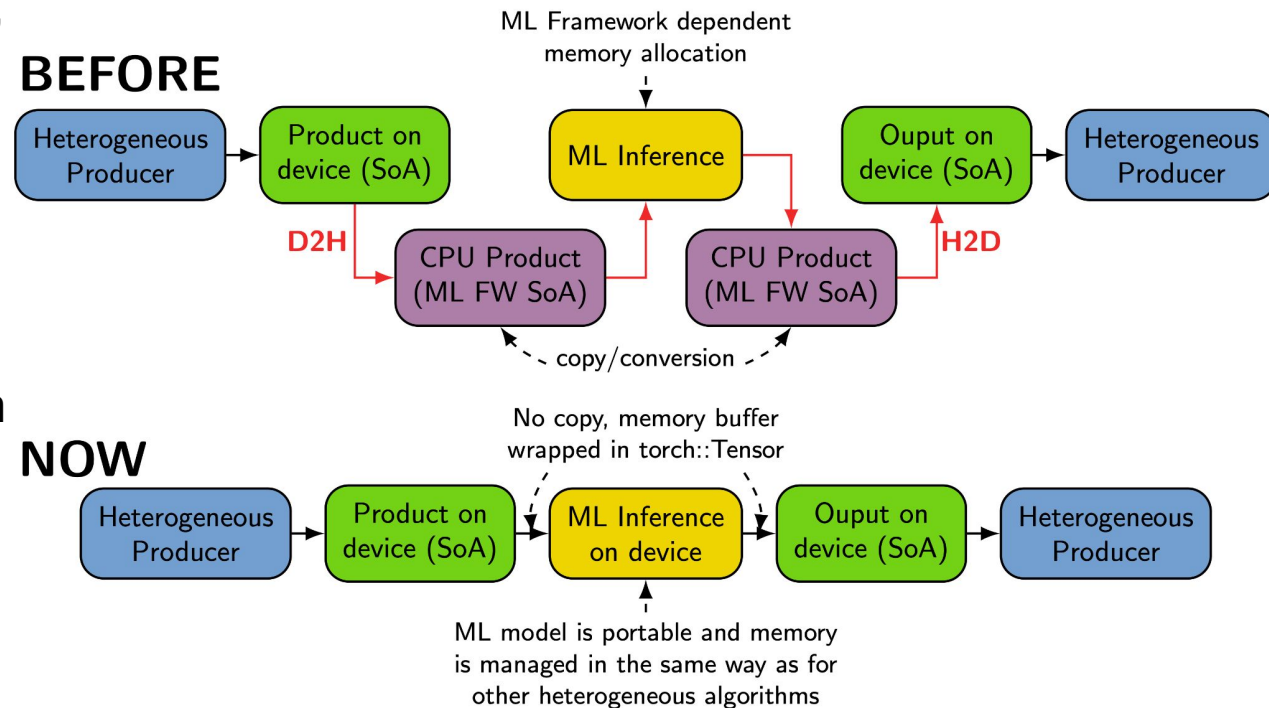 ML Framework dependent
memory allocation
BEFORE
Heterogeneous
Producer
Product on
device (SoA)
ML Inference
Ouput on
device (SoA)
Heterogeneous
Producer
D2H
CPU Product
(ML FW SoA)
CPU Product
(ML FW SoA)
H2D
copy/conversion
No copy, memory buffer
wrapped in torch::Tensor
NOW
Heterogeneous
Producer
Product on
device (SoA)
ML Inference
on device
Ouput on
device (SoA)
Heterogeneous
Producer
ML model is portable and memory
is managed in the same way as for
other heterogeneous algorithms